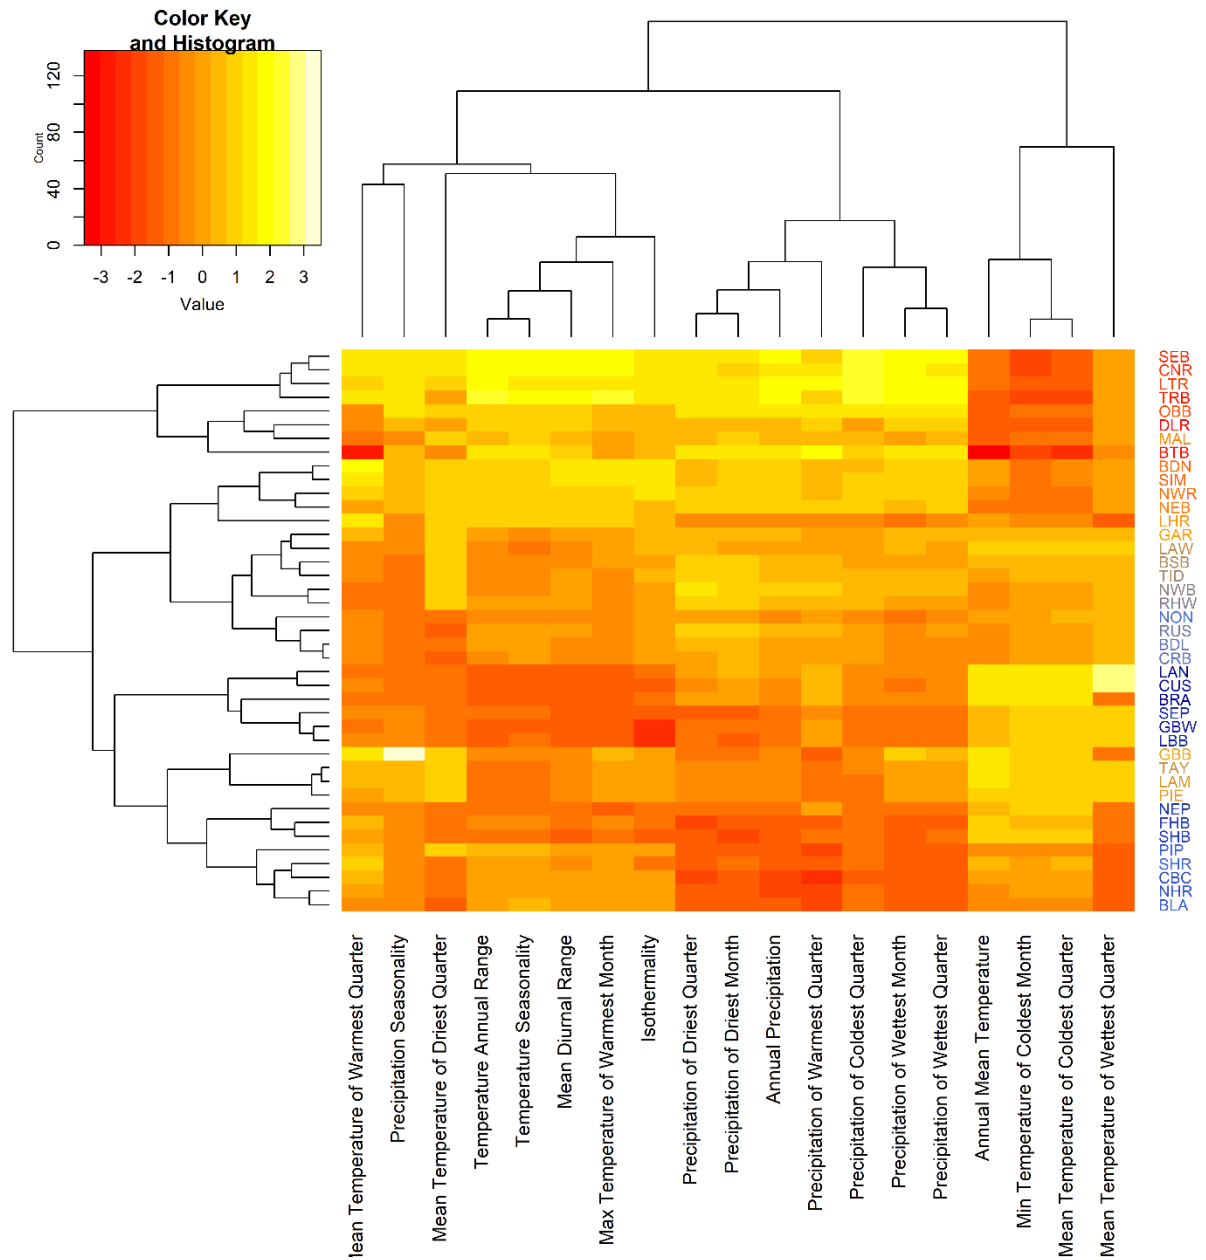 Color Key
and Histogram
Count
0
40
80
120
-3 -2 -1 0 1 2 3
Value
SEB
CNR
LTR
TRB
OBB
DLR
MAL
BTB
BDN
SIM
NWR
NEB
LHR
GAR
LAW
BSB
TID
NWB
RHW
NON
RUS
BDL
CRB
LAN
CUS
BRA
SEP
GBW
LBB
GBB
TAY
LAM
PIE
NEP
FHB
SHB
PIP
SHR
CBC
NHR
BLA
Mean Temperature of Warmest Quarter
Precipitation Seasonality
Mean Temperature of Driest Quarter
Temperature Annual Range
Temperature Seasonality
Mean Diurnal Range
Max Temperature of Warmest Month
Isothermality
Precipitation of Driest Quarter
Precipitation of Driest Month
Annual Precipitation
Precipitation of Warmest Quarter
Precipitation of Coldest Quarter
Precipitation of Wettest Month
Precipitation of Wettest Quarter
Annual Mean Temperature
Min Temperature of Coldest Month
Mean Temperature of Coldest Quarter
Mean Temperature of Wettest Quarter